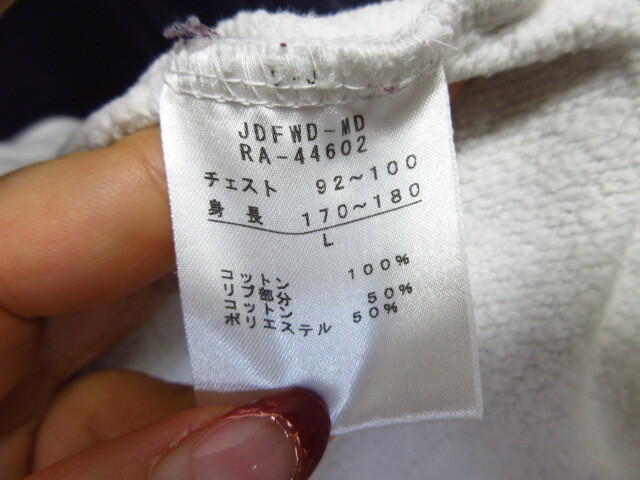 JDFWD-MD
RA-44602
チェスト 92~100
身長 170~180
L
コットン 100%
リブ部分
コットン 50%
ポリエステル 50%